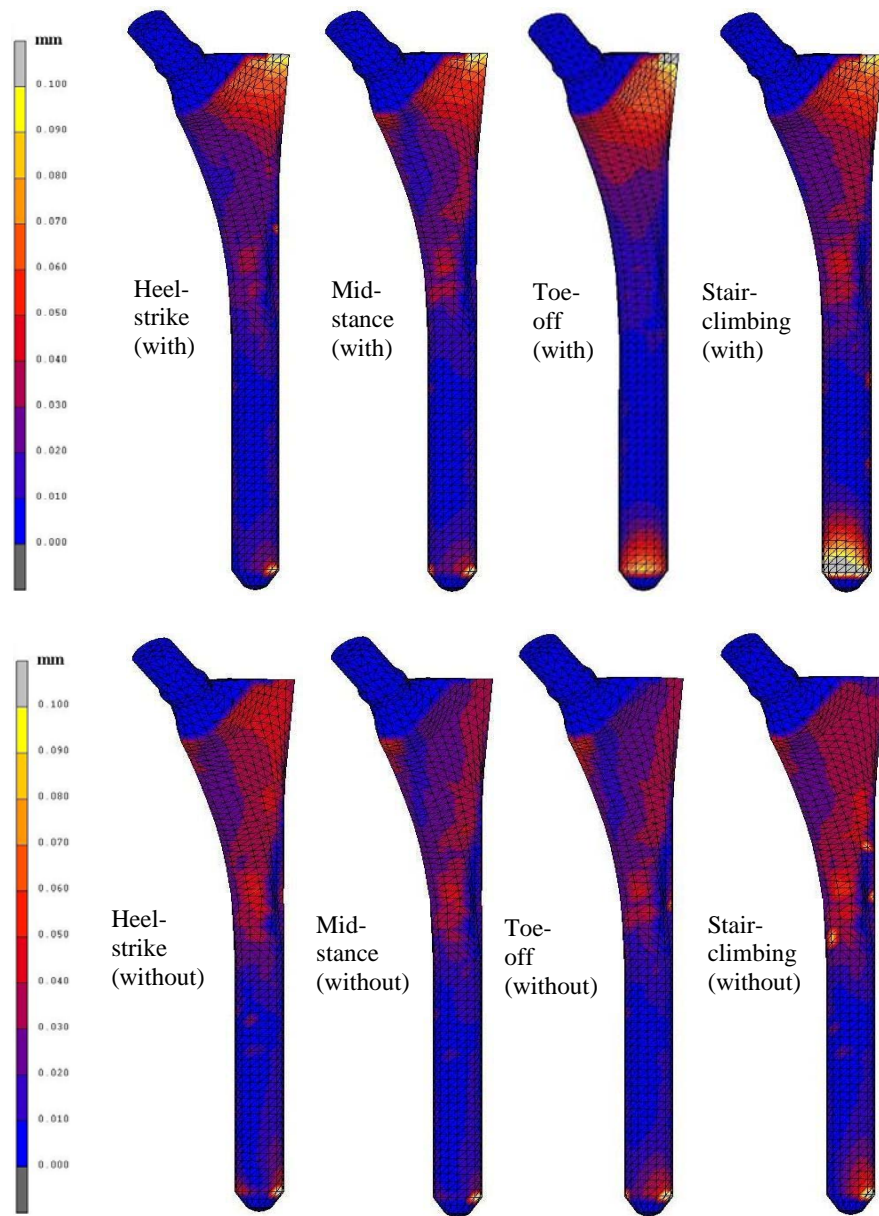 mm
0.100
0.090
0.080
0.070
0.060
0.050
0.040
0.030
0.020
0.010
0.000
Heel-
strike
(with)
Mid-
stance
(with)
Toe-
off
(with)
Stair-
climbing
(with)
mm
0.100
0.090
0.080
0.070
0.060
0.050
0.040
0.030
0.020
0.010
0.000
Heel-
strike
(without)
Mid-
stance
(without)
Toe-
off
(without)
Stair-
climbing
(without)